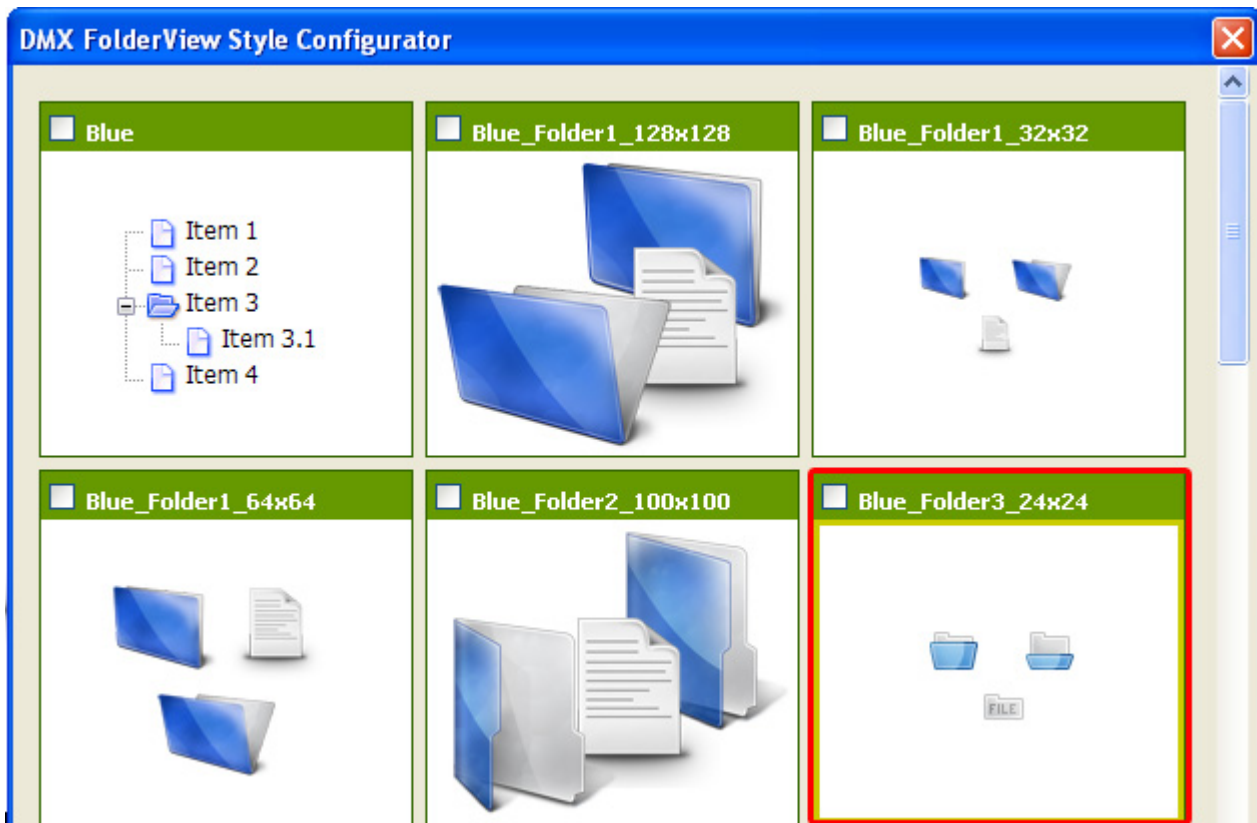 DMX FolderView Style Configurator
Blue
Blue_Folder1_128x128
Blue_Folder1_32x32
Item 1
Item 2
Item 3
Item 3.1
Item 4
Blue_Folder1_64x64
Blue_Folder2_100x100
Blue_Folder3_24x24
FILE